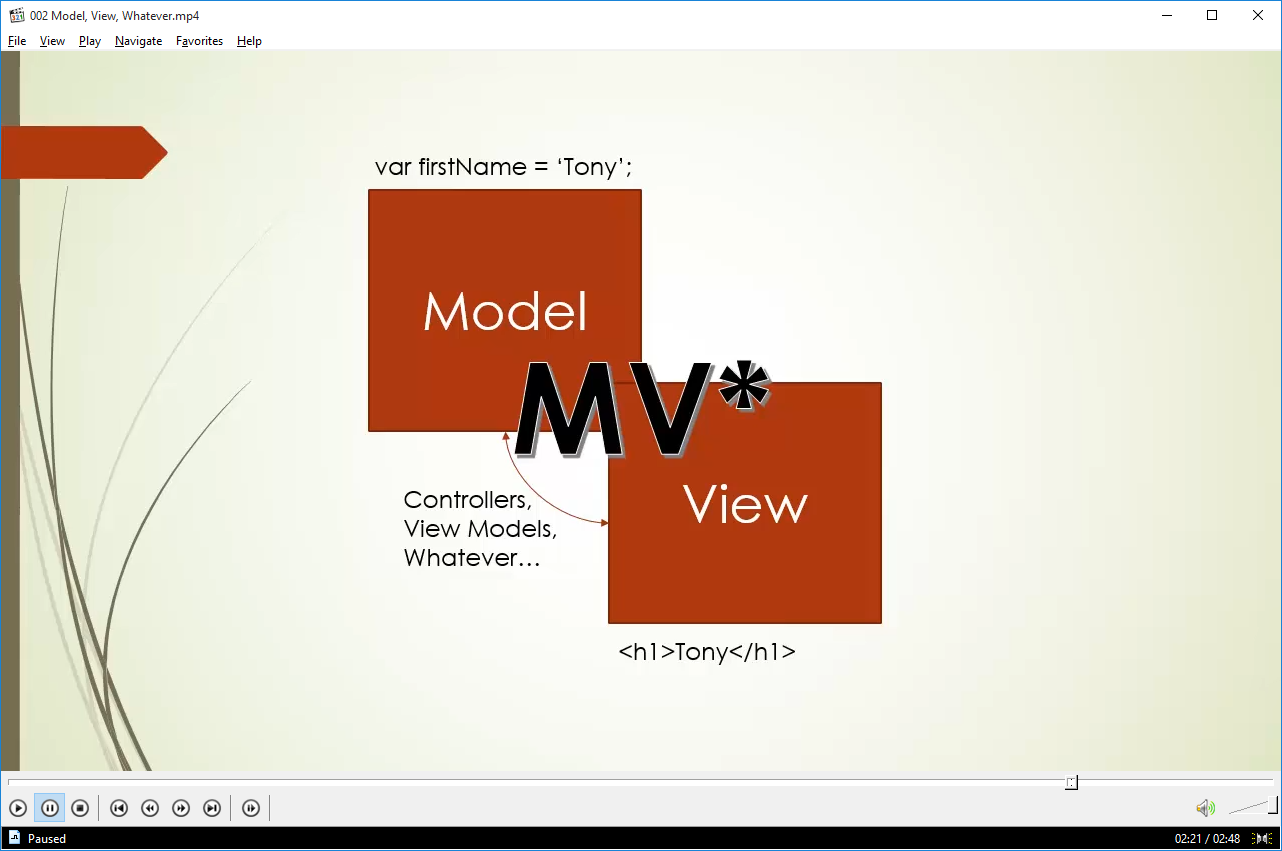 002 Model, View, Whatever.mp4
File View Play Navigate Favorites Help
var firstName = ‘Tony’;
Model
MV*
View
Controllers,
View Models,
Whatever...
<h1>Tony</h1>
Paused
02:21 / 02:48